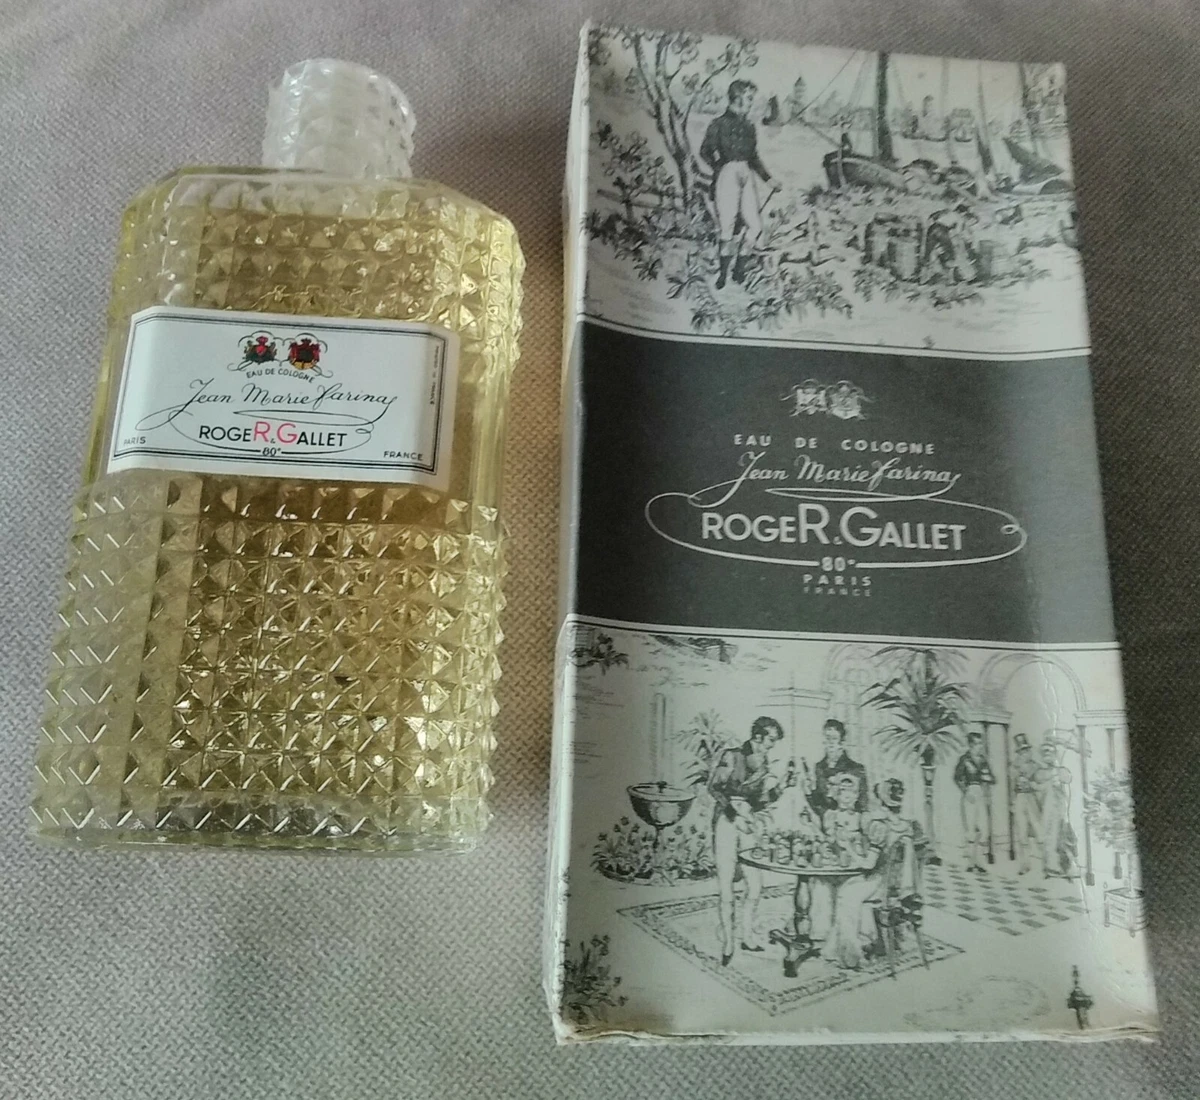 EAU DE COLOGNE
Jean Marie Farina
ROGER & GALLET
PARIS
80°
FRANCE
EAU DE COLOGNE
Jean Marie Farina
ROGER & GALLET
80°
PARIS
FRANCE